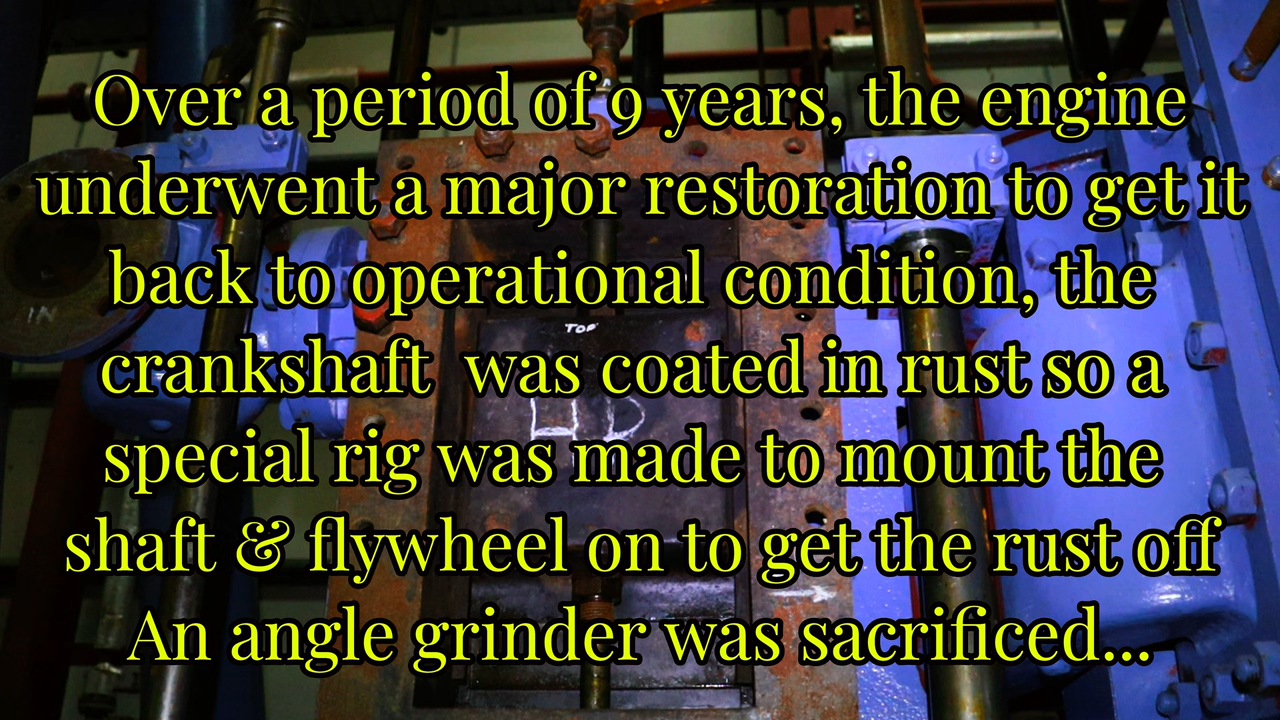 Over a period of 9 years, the engine
underwent a major restoration to get it
back to operational condition, the
crankshaft  was coated in rust so a
special rig was made to mount the
shaft & flywheel on to get the rust off
An angle grinder was sacrificed...
IN
TOP